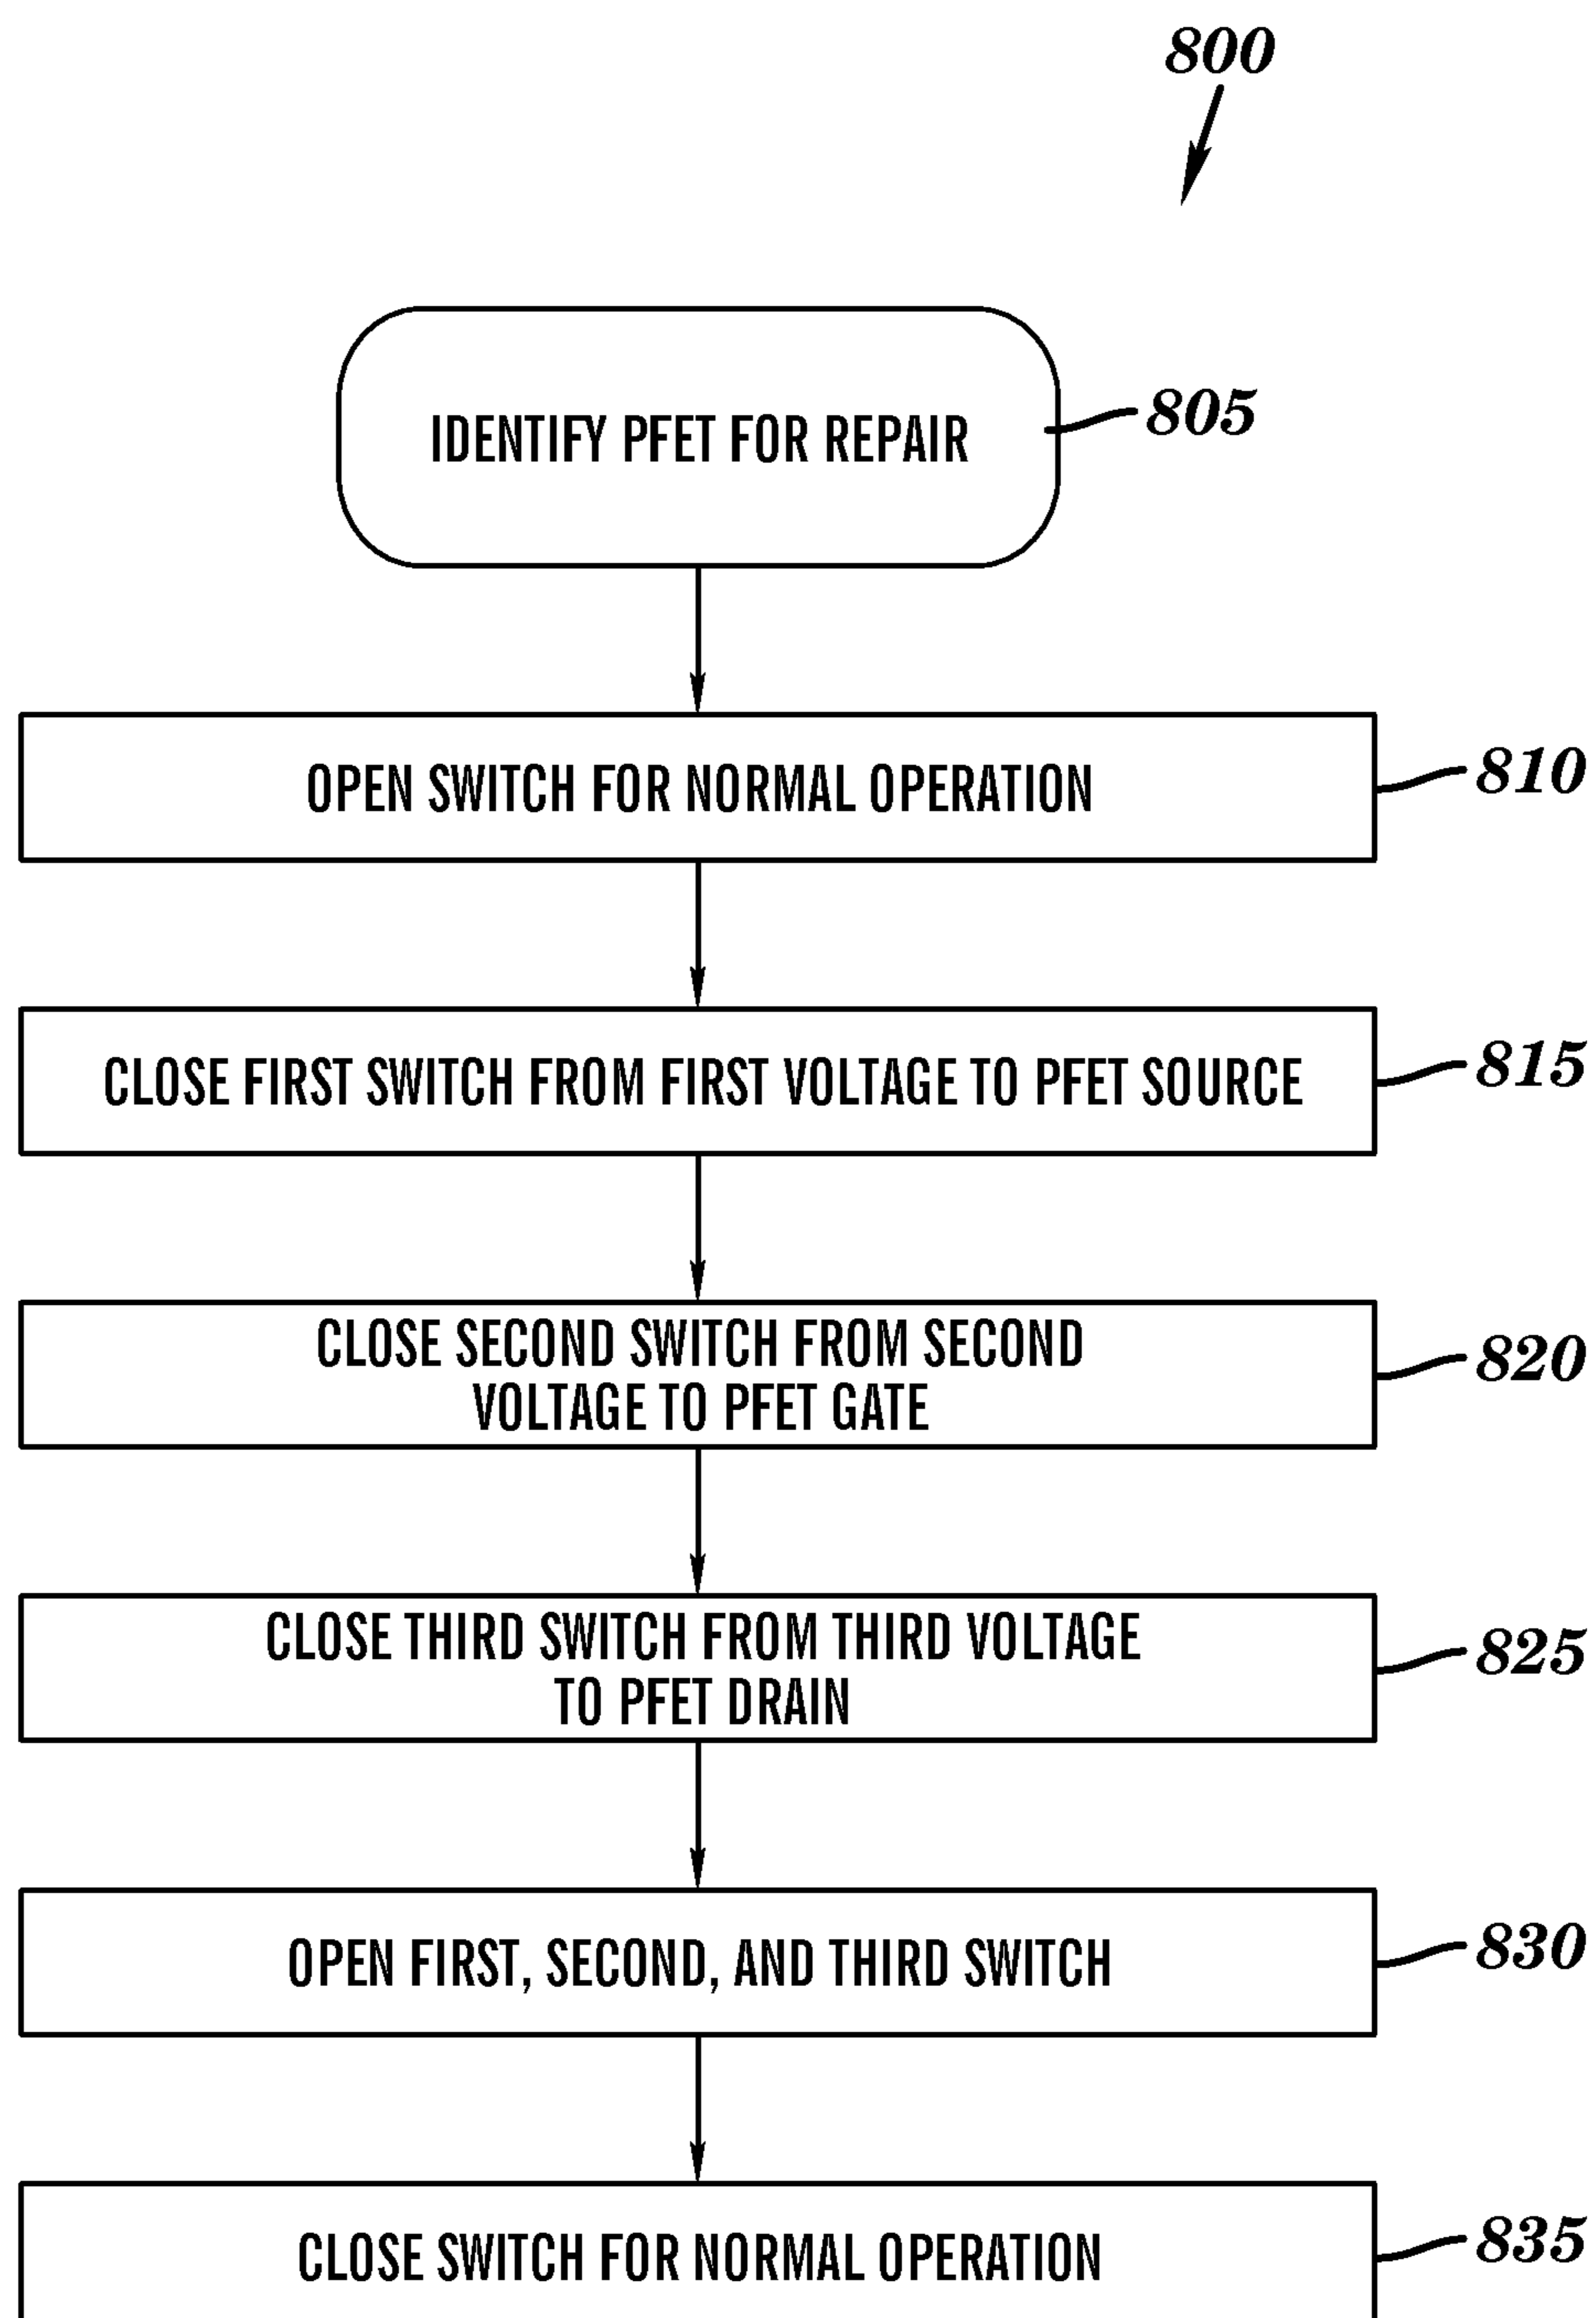 800
IDENTIFY PFET FOR REPAIR
805
OPEN SWITCH FOR NORMAL OPERATION
810
CLOSE FIRST SWITCH FROM FIRST VOLTAGE TO PFET SOURCE
815
CLOSE SECOND SWITCH FROM SECOND
VOLTAGE TO PFET GATE
820
CLOSE THIRD SWITCH FROM THIRD VOLTAGE
TO PFET DRAIN
825
OPEN FIRST, SECOND, AND THIRD SWITCH
830
CLOSE SWITCH FOR NORMAL OPERATION
835